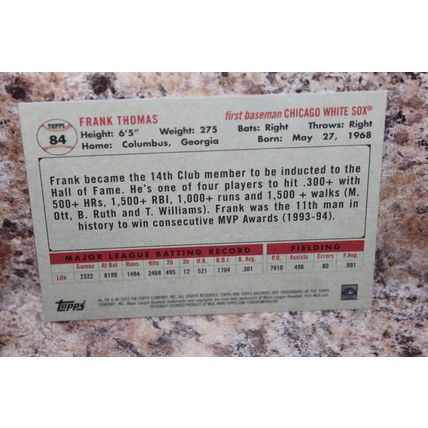 TOPPS
84
FRANK THOMAS
first baseman CHICAGO WHITE SOX®
Height: 6'5" Weight: 275 Bats: Right Throws: Right
Home: Columbus, Georgia Born: May 27, 1968
Frank became the 14th Club member to be inducted to the
Hall of Fame. He's one of four players to hit .300+ with
500+ HRs, 1,500+ RBI, 1,000+ runs and 1,500 + walks (M.
Ott, B. Ruth and T. Williams). Frank was the 11th man in
history to win consecutive MVP Awards (1993-94).
MAJOR LEAGUE BATTING RECORD FIELDING
Games At Bat Runs Hits 2b 3b H.R. R.B.I. B.Avg. P.O. Assists Errors F.Avg.
Life 2322 8199 1494 2468 495 12 521 1704 .301 7910 496 80 .991
Topps